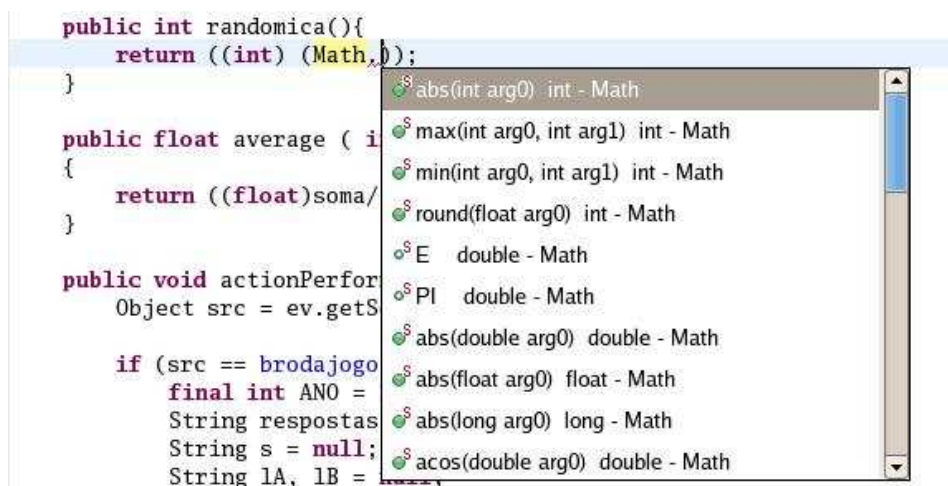 public int randomica(){
return ((int) (Math.));
}
public float average ( i
{
return ((float)soma/
}
public void actionPerfor
Object src = ev.getS
if (src == brodajogo
final int ANO =
String respostas
String s = null;
String lA, lB = null,
abs(int arg0) int - Math
max(int arg0, int arg1) int - Math
min(int arg0, int arg1) int - Math
round(float arg0) int - Math
E double - Math
PI double - Math
abs(double arg0) double - Math
abs(float arg0) float - Math
abs(long arg0) long - Math
acos(double arg0) double - Math